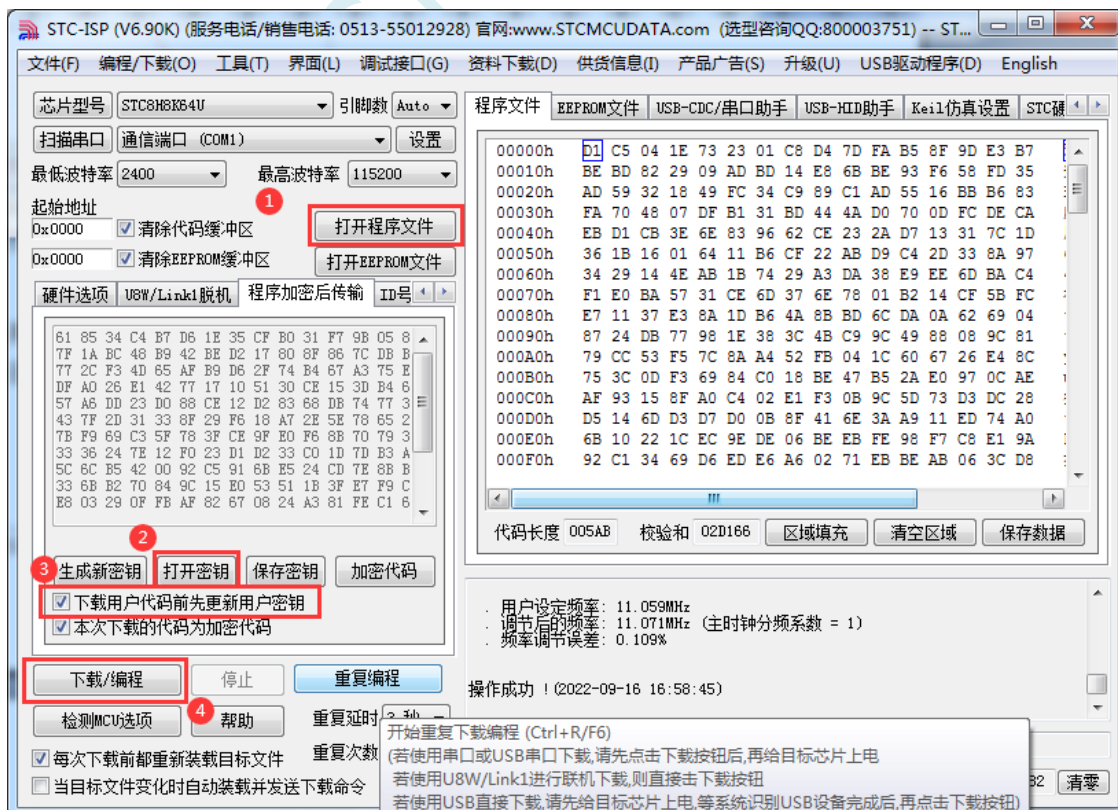 STC-ISP (V6.90K) (服务电话/销售电话: 0513-55012928) 官网:www.STCMCUDATA.com (选型咨询QQ:800003751) -- ST...
文件(F) 编程/下载(O) 工具(T) 界面(L) 调试接口(G) 资料下载(D) 供货信息(I) 产品广告(S) 升级(U) USB驱动程序(D) English
芯片型号 STC8H8K64U 引脚数 Auto
扫描串口 通信端口 (COM1) 设置
最低波特率 2400 最高波特率 115200
1
起始地址
0x0000 清除代码缓冲区 打开程序文件
0x0000 清除EEPROM缓冲区 打开EEPROM文件
硬件选项 U8W/Link1脱机 程序加密后传输 ID号
61 85 34 C4 B7 D6 1E 35 CF B0 31 F7 9B 05 8
7F 1A BC 48 B9 42 BE D2 17 80 8F 86 7C DB B
77 2C F3 4D 65 AF B9 D6 2F 74 B4 67 A3 75 E
DF A0 26 E1 42 77 17 10 51 30 CE 15 3D B4 6
57 A6 DD 23 D0 88 CE 12 D2 83 68 DB 74 77 3
43 7F 2D 31 33 8F 29 F6 18 A7 2E 5E 78 65 2
7B F9 69 C3 5F 78 3F CE 9F E0 F6 8B 70 79 3
33 36 24 7E 12 F0 23 D1 D2 33 C0 1D 7D B3 A
5C 6C B5 42 00 92 C5 91 6B E5 24 CD 7E 8B B
33 6B B2 70 84 9C 15 E0 53 51 1B 3F E7 F9 C
E8 03 29 0F FB AF 82 67 08 24 A3 81 FE C1 6
2
3
生成新密钥 打开密钥 保存密钥 加密代码
下载用户代码前先更新用户密钥
本次下载的代码为加密代码
下载/编程 停止 重复编程
4
检测MCU选项 帮助 重复延时 3 秒
每次下载前都重新装载目标文件 重复次数
当目标文件变化时自动装载并发送下载命令
程序文件 EEPROM文件 USB-CDC/串口助手 USB-HID助手 Keil仿真设置 STC硬
00000h D1 C5 04 1E 73 23 01 C8 D4 7D FA B5 8F 9D E3 B7
00010h BE BD 82 29 09 AD BD 14 E8 6B BE 93 F6 58 FD 35
00020h AD 59 32 18 49 FC 34 C9 89 C1 AD 55 16 BB B6 83
00030h FA 70 48 07 DF B1 31 BD 44 4A D0 70 0D FC DE CA
00040h EB D1 CB 3E 6E 83 96 62 CE 23 2A D7 13 31 7C 1D
00050h 36 1B 16 01 64 11 B6 CF 22 AB D9 C4 2D 33 8A 97
00060h 34 29 14 4E AB 1B 74 29 A3 DA 38 E9 EE 6D BA C4
00070h F1 E0 BA 57 31 CE 6D 37 6E 78 01 B2 14 CF 5B FC
00080h E7 11 37 E3 8A 1D B6 4A 8B BD 6C DA 0A 62 69 04
00090h 87 24 DB 77 98 1E 38 3C 4B C9 9C 49 88 08 9C 81
000A0h 79 CC 53 F5 7C 8A A4 52 FB 04 1C 60 67 26 E4 8C
000B0h 75 3C 0D F3 69 84 C0 18 BE 47 B5 2A E0 97 0C AE
000C0h AF 93 15 8F A0 C4 02 E1 F3 0B 9C 5D 73 D3 DC 28
000D0h D5 14 6D D3 D7 D0 0B 8F 41 6E 3A A9 11 ED 74 A0
000E0h 6B 10 22 1C EC 9E DE 06 BE EB FE 98 F7 C8 E1 9A
000F0h 92 C1 34 69 D6 ED E6 A6 02 71 EB BE AB 06 3C D8
代码长度 005AB 校验和 02D166 区域填充 清空区域 保存数据
. 用户设定频率: 11.059MHz
. 调节后的频率: 11.071MHz (主时钟分频系数 = 1)
. 频率调节误差: 0.109%
操作成功 !(2022-09-16 16:58:45)
开始重复下载编程 (Ctrl+R/F6)
(若使用串口或USB串口下载,请先点击下载按钮后,再给目标芯片上电
若使用U8W/Link1进行联机下载,则直接击下载按钮
若使用USB直接下载,请先给目标芯片上电,等系统识别USB设备完成后,再点击下载按钮)
82 清零